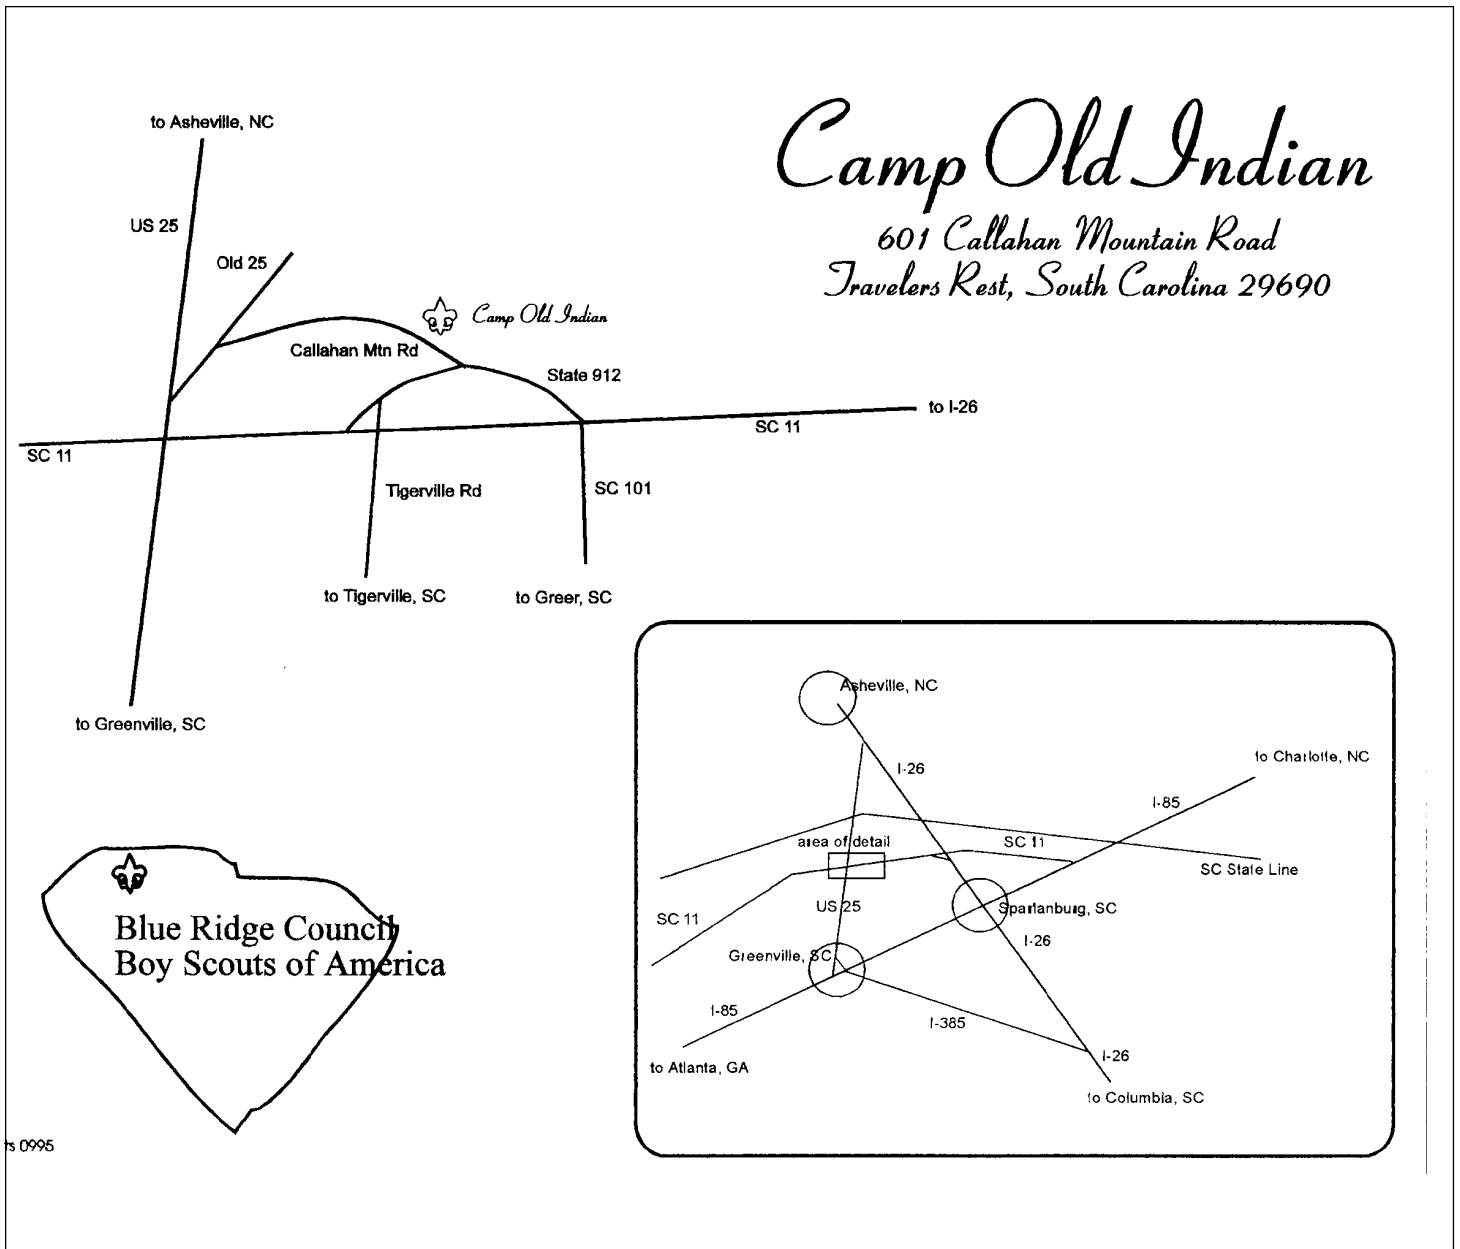 Camp Old Indian
601 Callahan Mountain Road
Travelers Rest, South Carolina 29690
to Asheville, NC
US 25
Old 25
Camp Old Indian
Callahan Mtn Rd
State 912
to I-26
SC 11
SC 11
Tigerville Rd
SC 101
to Tigerville, SC
to Greer, SC
to Greenville, SC
Asheville, NC
I-26
to Charlotte, NC
I-85
area of detail
SC 11
SC State Line
US 25
SC 11
Spartanburg, SC
I-26
Greenville, SC
I-85
I-385
I-26
to Atlanta, GA
to Columbia, SC
Blue Ridge Council
Boy Scouts of America
rs 0995